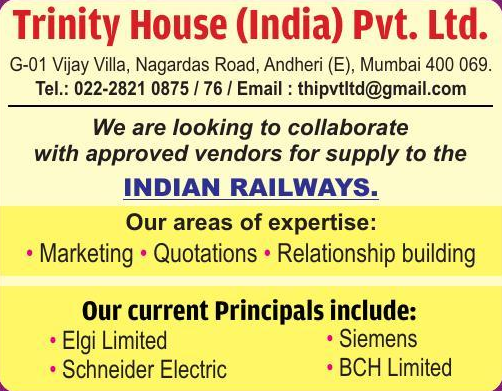 Trinity House (India) Pvt. Ltd.
G-01 Vijay Villa, Nagardas Road, Andheri (E), Mumbai 400 069.
Tel.: 022-2821 0875 / 76 / Email : thipvtltd@gmail.com
We are looking to collaborate
with approved vendors for supply to the
INDIAN RAILWAYS.
Our areas of expertise:
• Marketing • Quotations • Relationship building
Our current Principals include:
• Elgi Limited
• Schneider Electric
• Siemens
• BCH Limited